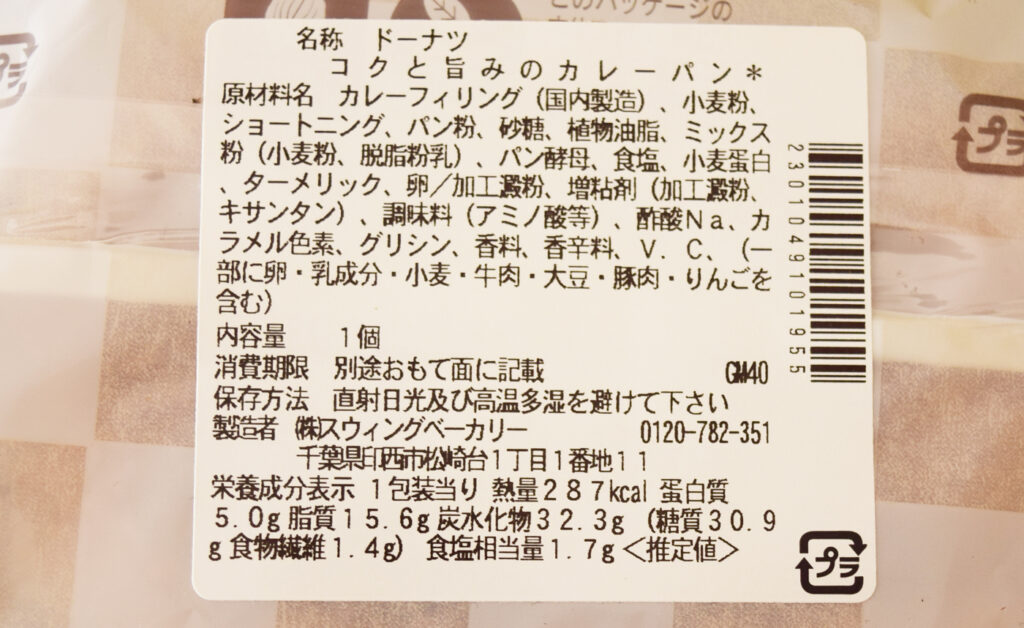 このパッケージの
名称 ドーナツ
コクと旨みのカレーパン*
原材料名 カレーフィリング（国内製造）、小麦粉、
ショートニング、パン粉、砂糖、植物油脂、ミックス
粉（小麦粉、脱脂粉乳）、パン酵母、食塩、小麦蛋白
、ターメリック、卵／加工澱粉、増粘剤（加工澱粉、
キサンタン）、調味料（アミノ酸等）、酢酸Ｎａ、カ
ラメル色素、グリシン、香料、香辛料、Ｖ．Ｃ、（一
部に卵・乳成分・小麦・牛肉・大豆・豚肉・りんごを
含む）
内容量 １個
消費期限 別途おもて面に記載 GM40
保存方法 直射日光及び高温多湿を避けて下さい
製造者 ㈱スウィングベーカリー 0120-782-351
千葉県印西市松崎台１丁目１番地１１
栄養成分表示 １包装当り 熱量２８７kcal 蛋白質
5.0g 脂質１５.６g 炭水化物３２.３g （糖質３０.９
g 食物繊維１.４g） 食塩相当量１.７g＜推定値＞
2301049101955
プラ
プラ